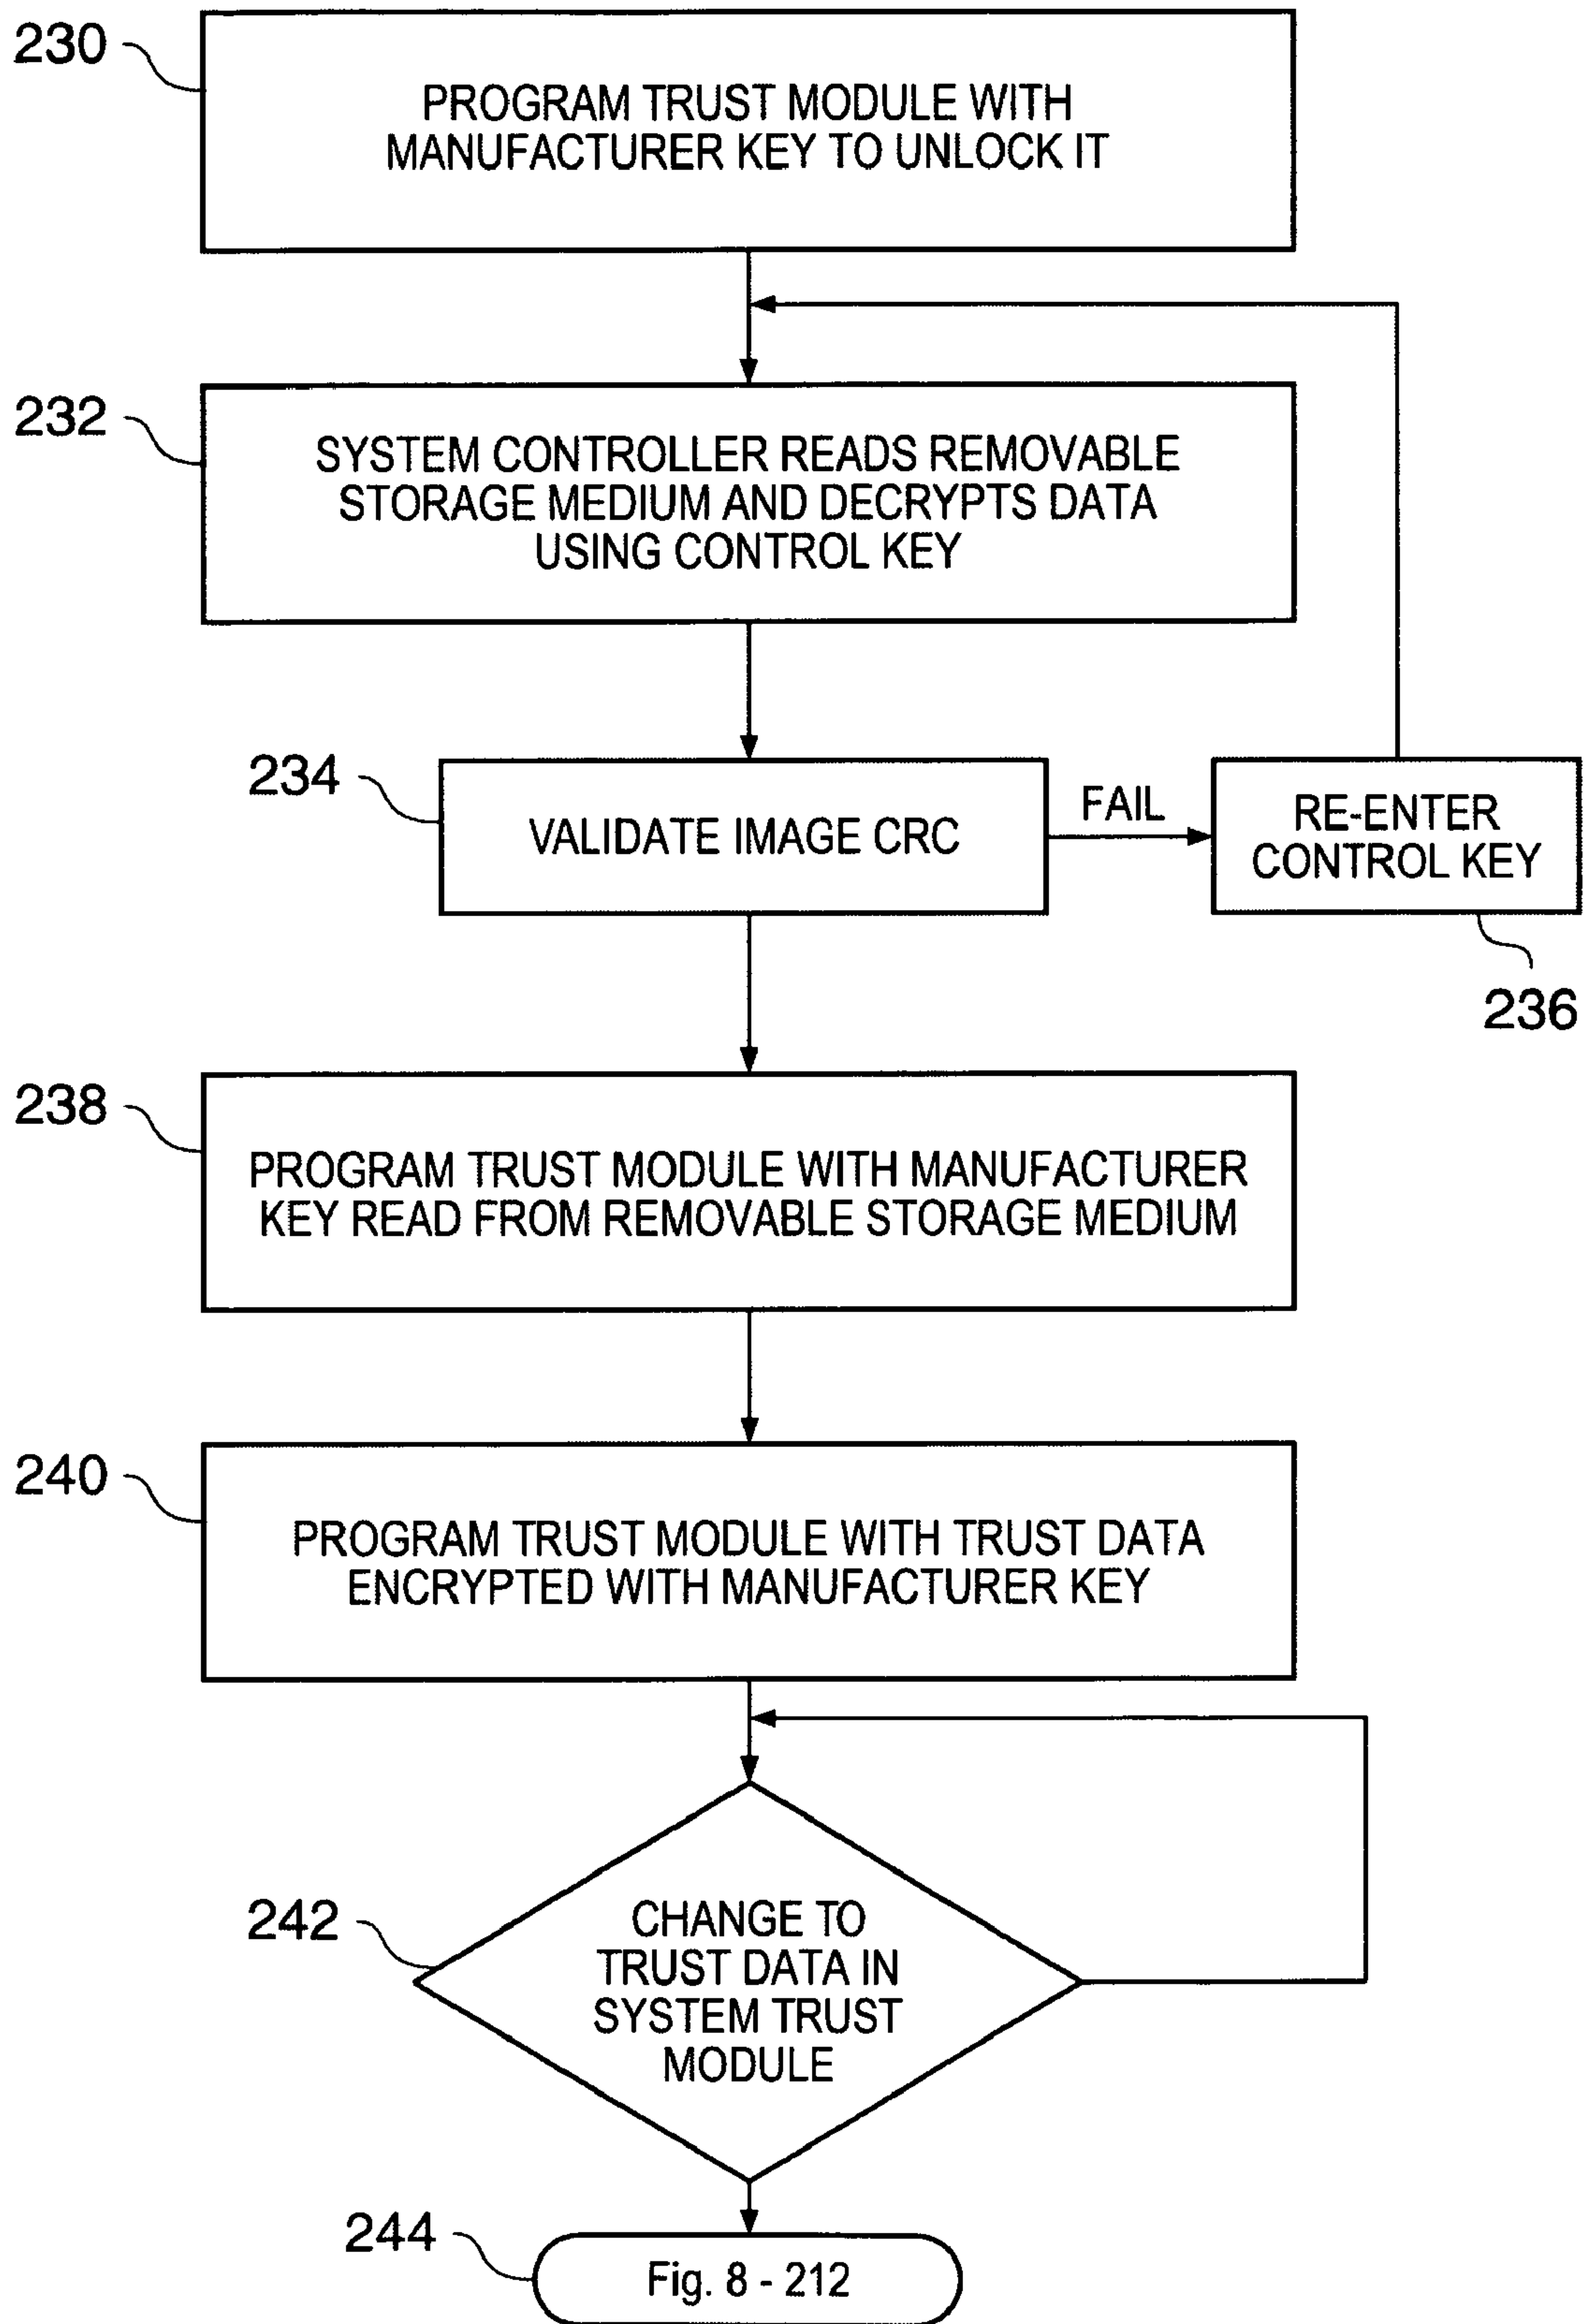 230
PROGRAM TRUST MODULE WITH
MANUFACTURER KEY TO UNLOCK IT
232
SYSTEM CONTROLLER READS REMOVABLE
STORAGE MEDIUM AND DECRYPTS DATA
USING CONTROL KEY
234
VALIDATE IMAGE CRC
FAIL
RE-ENTER
CONTROL KEY
236
238
PROGRAM TRUST MODULE WITH MANUFACTURER
KEY READ FROM REMOVABLE STORAGE MEDIUM
240
PROGRAM TRUST MODULE WITH TRUST DATA
ENCRYPTED WITH MANUFACTURER KEY
242
CHANGE TO
TRUST DATA IN
SYSTEM TRUST
MODULE
244
Fig. 8 - 212